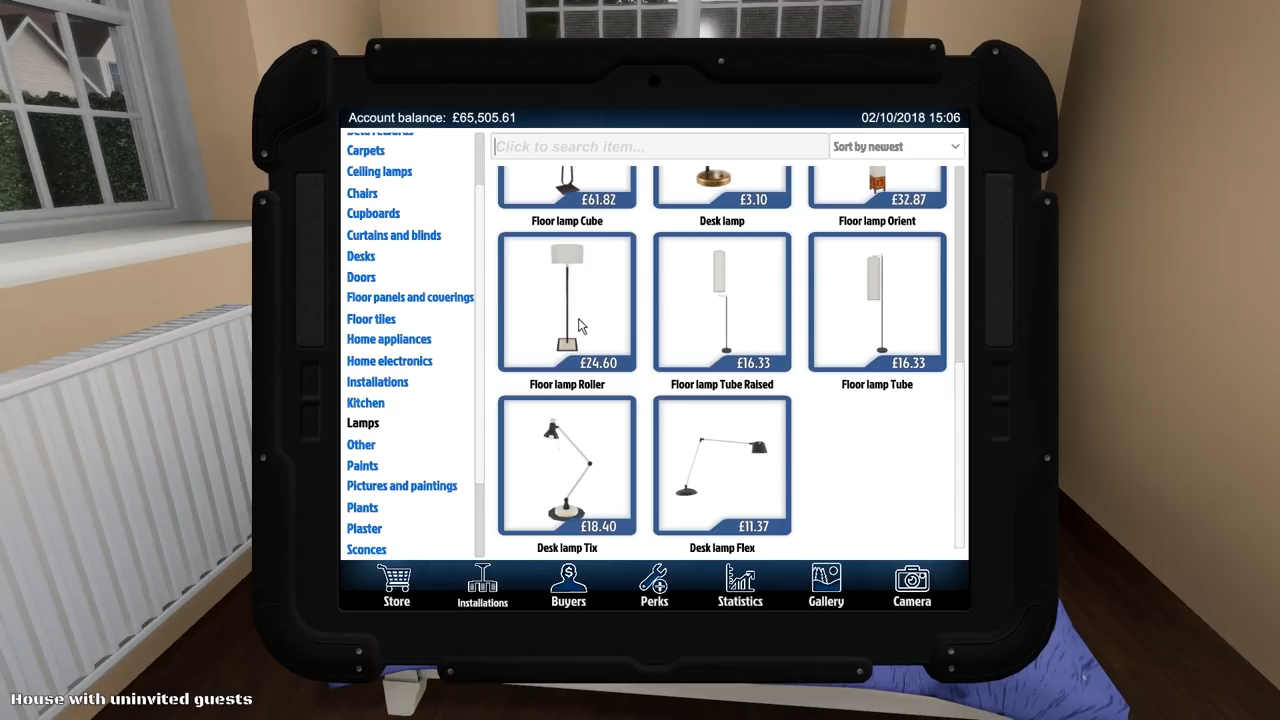 Account balance: £65,505.61
02/10/2018 15:06
Beta rewards
Carpets
Ceiling lamps
Chairs
Cupboards
Curtains and blinds
Desks
Doors
Floor panels and coverings
Floor tiles
Home appliances
Home electronics
Installations
Kitchen
Lamps
Other
Paints
Pictures and paintings
Plants
Plaster
Sconces
Click to search item...
Sort by newest
£61.82
£3.10
£32.87
Floor lamp Cube
Desk lamp
Floor lamp Orient
£24.60
£16.33
£16.33
Floor lamp Roller
Floor lamp Tube Raised
Floor lamp Tube
£18.40
£11.37
Desk lamp Tix
Desk lamp Flex
Store
Installations
Buyers
Perks
Statistics
Gallery
Camera
House with uninvited guests